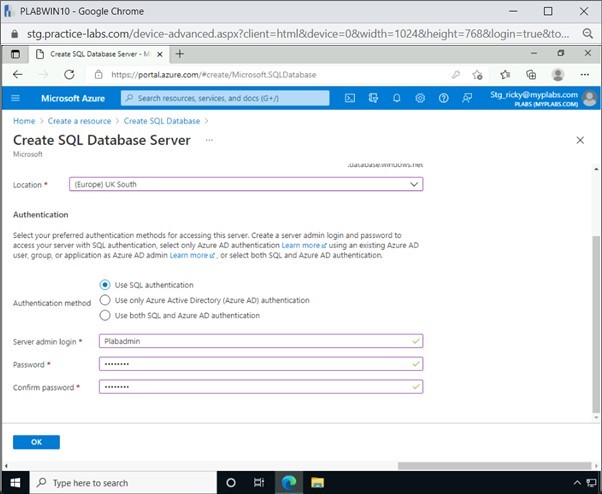 PLABWIN10 - Google Chrome
stg.practice-labs.com/device-advanced.aspx?client=html&device=0&width=1024&height=768&login=true&to...
Create SQL Database Server - Mi
https://portal.azure.com/#create/Microsoft.SQLDatabase
Microsoft Azure
Search resources, services, and docs (G+/)
Stg_ricky@myplabs.com
PLABS (MYPLABS.COM)
Home > Create a resource > Create SQL Database >
Create SQL Database Server ...
Microsoft
.database.windows.net
Location *
(Europe) UK South
Authentication
Select your preferred authentication methods for accessing this server. Create a server admin login and password to
access your server with SQL authentication, select only Azure AD authentication Learn more using an existing Azure AD
user, group, or application as Azure AD admin Learn more , or select both SQL and Azure AD authentication.
Authentication method
Use SQL authentication
Use only Azure Active Directory (Azure AD) authentication
Use both SQL and Azure AD authentication
Server admin login *
Plabadmin
Password *
••••••••
Confirm password *
••••••••
OK
Type here to search